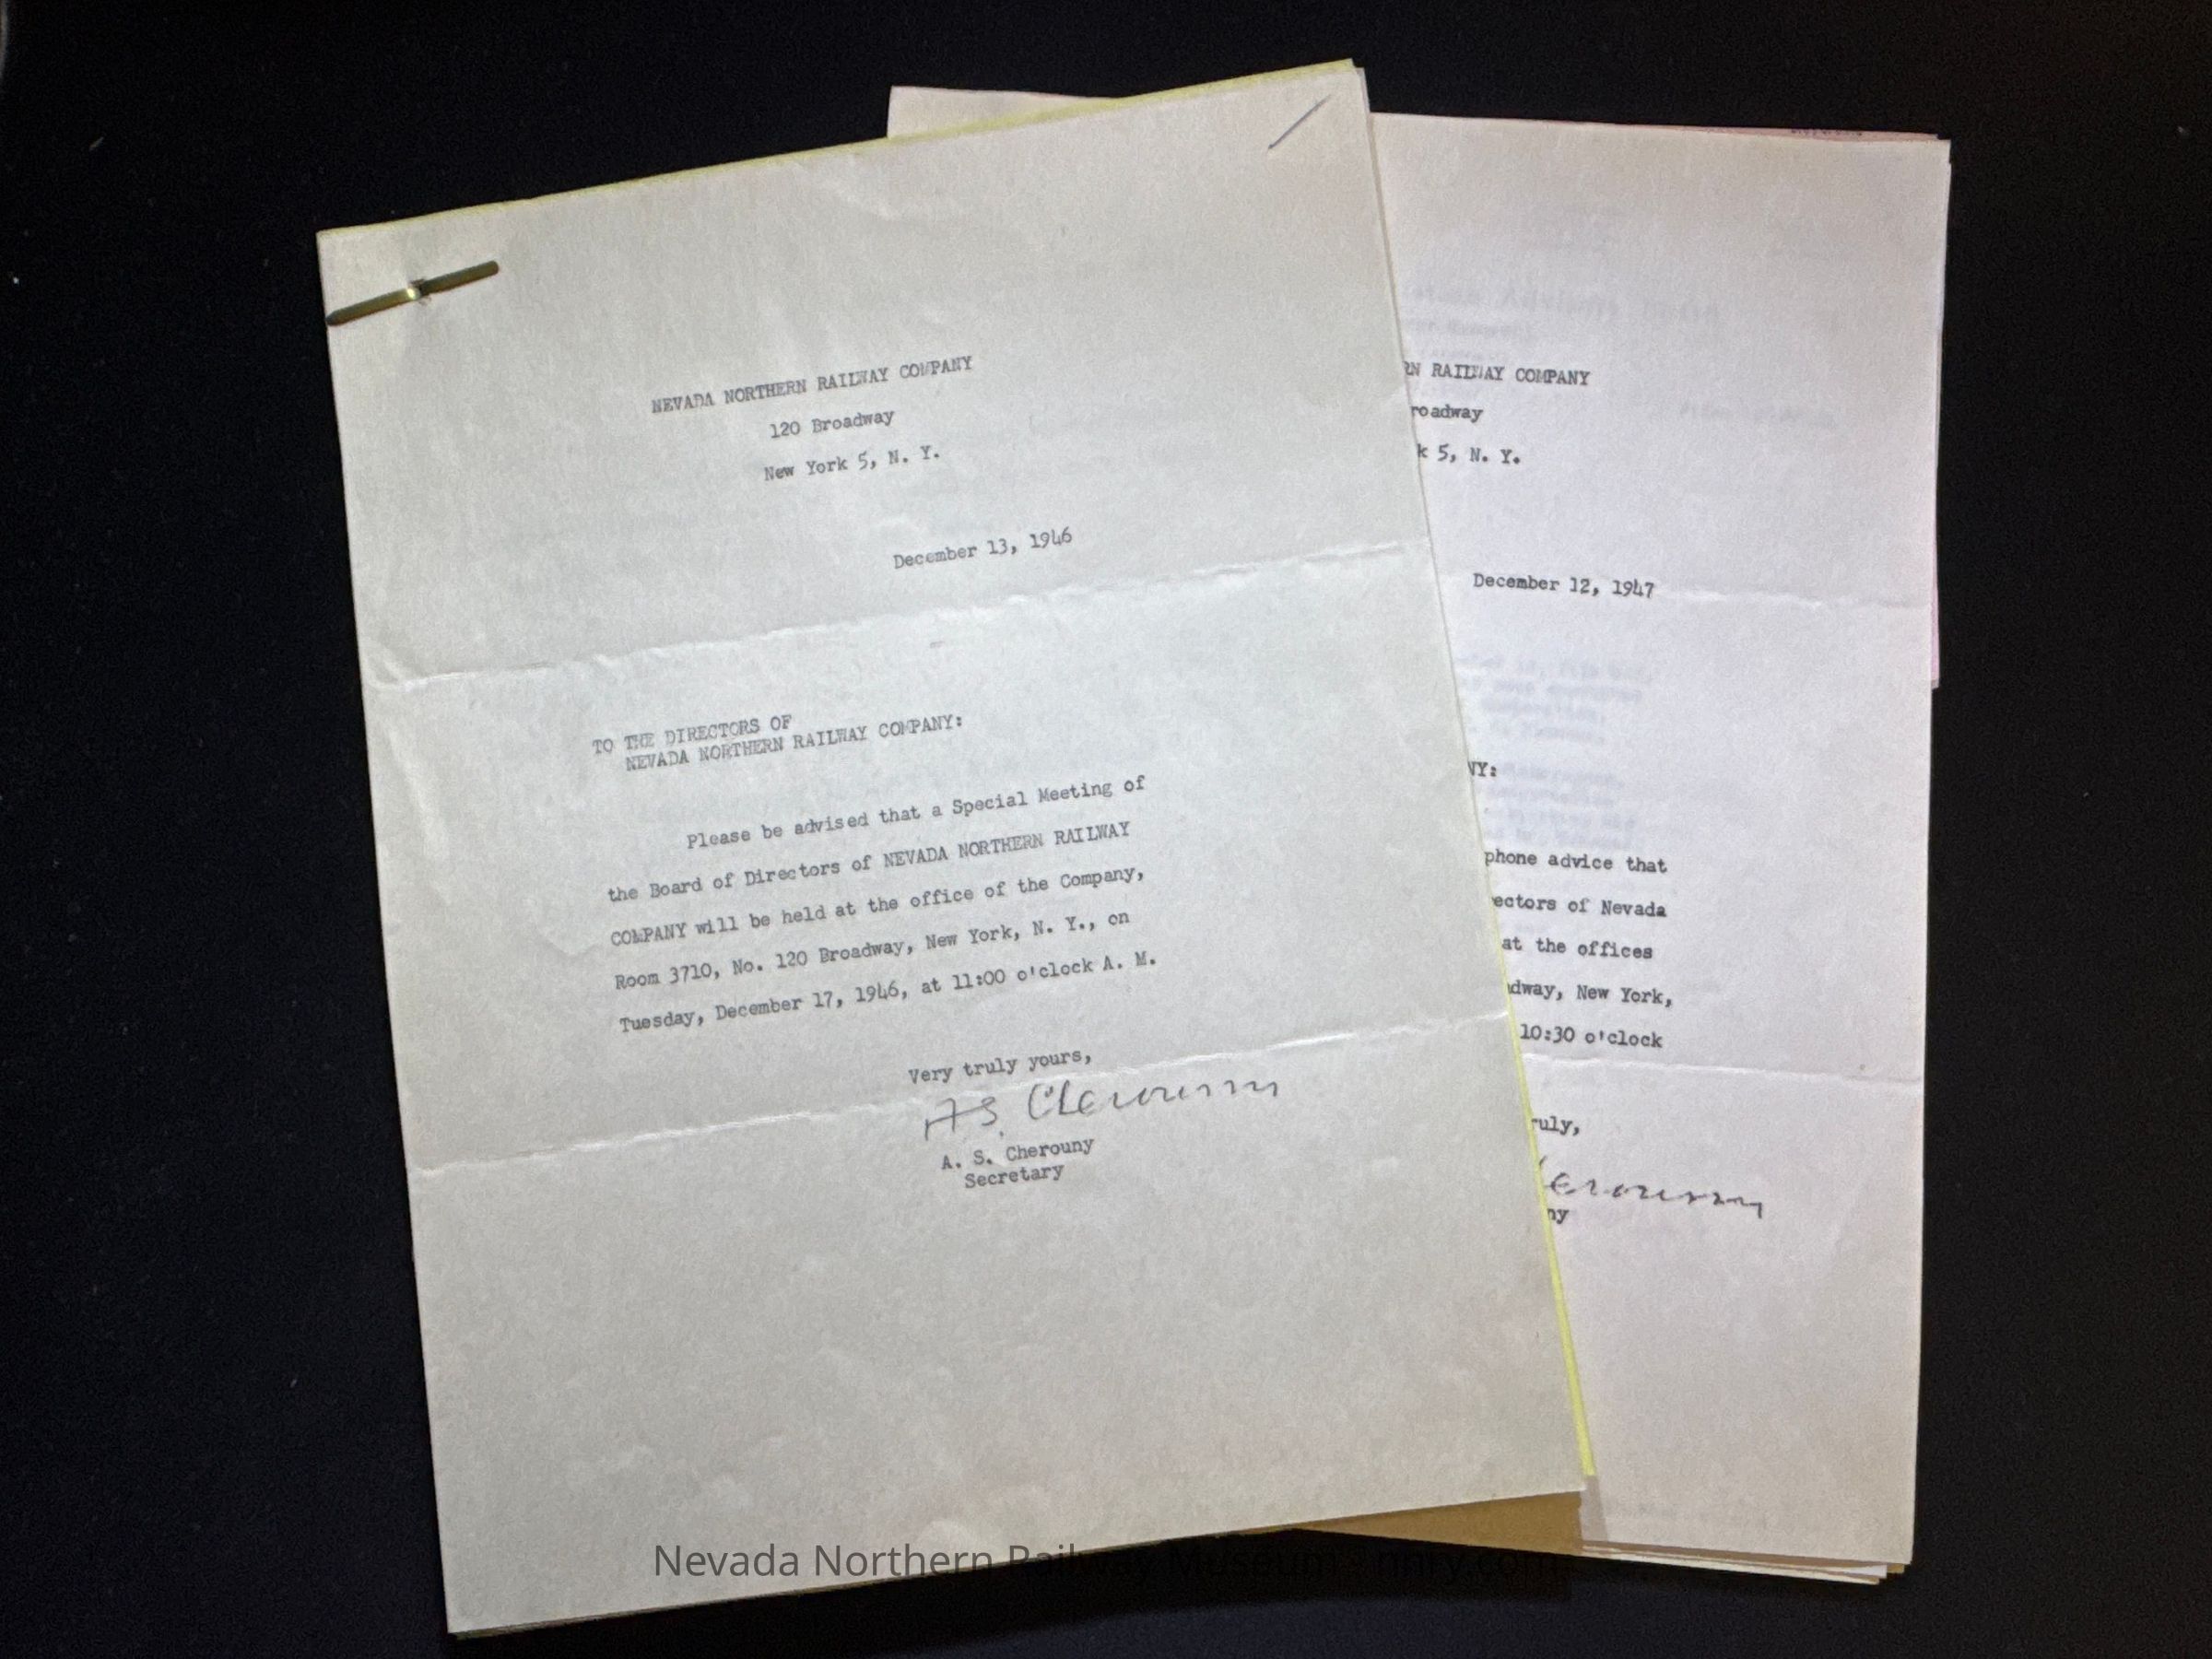 NEVADA NORTHERN RAILWAY COMPANY
120 Broadway
New York 5, N. Y.
December 13, 1946
TO THE DIRECTORS OF
NEVADA NORTHERN RAILWAY COMPANY:
Please be advised that a Special Meeting of
the Board of Directors of NEVADA NORTHERN RAILWAY
COMPANY will be held at the office of the Company,
Room 3710, No. 120 Broadway, New York, N. Y., on
Tuesday, December 17, 1946, at 11:00 o'clock A. M.
Very truly yours,
A S Cherouny
A. S. Cherouny
Secretary
RN RAILWAY COMPANY
roadway
k 5, N. Y.
December 12, 1947
NY:
phone advice that
ectors of Nevada
at the offices
adway, New York,
10:30 o'clock
ruly,
erouny
ny
Nevada Northern Railway Museum